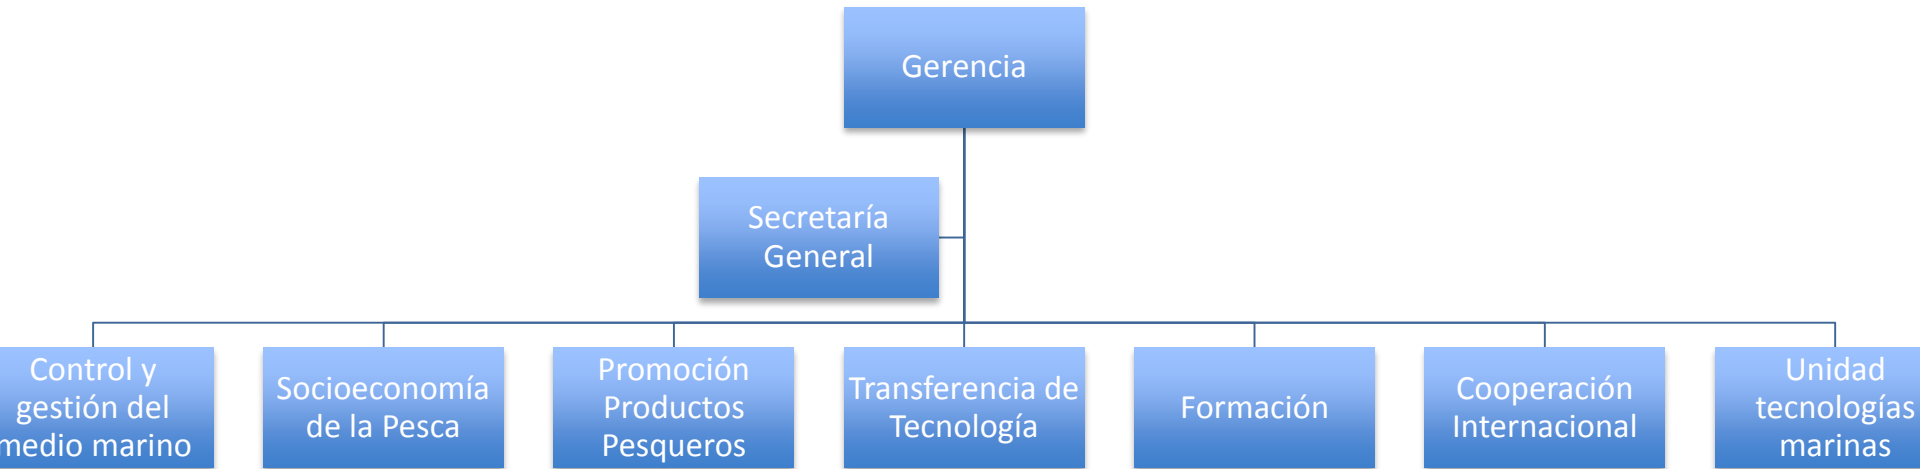 Gerencia
Secretaría
General
Control y
gestión del
medio marino
Socioeconomía
de la Pesca
Promoción
Productos
Pesqueros
Transferencia de
Tecnología
Formación
Cooperación
Internacional
Unidad
tecnologías
marinas